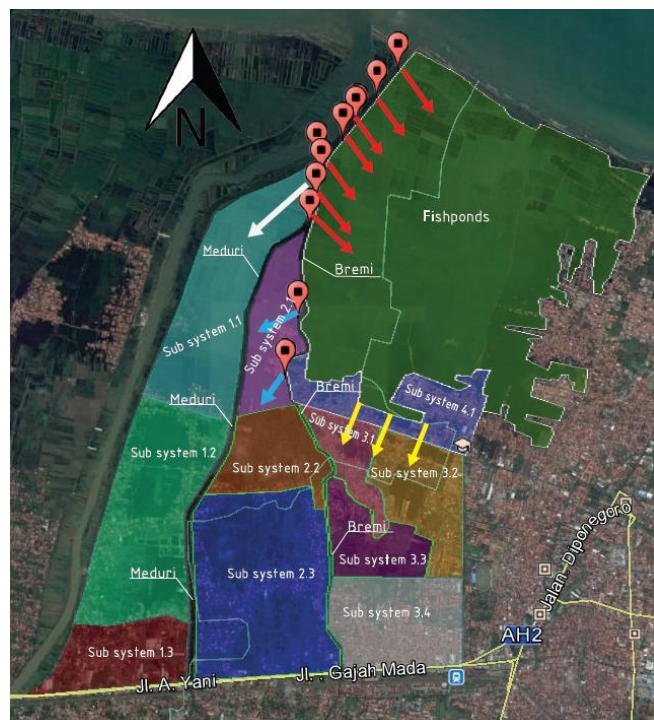 N
Fishponds
Meduri
Bremi
Sub system 1.1
Sub system 2.1
Meduri
Bremi
Sub system 4.1
Sub system 3.1
Sub system 1.2
Sub system 2.2
Sub system 3.2
Bremi
Meduri
Sub system 2.3
Sub system 3.3
Sub system 3.4
Jalan Diponegoro
AH2
Sub system 1.3
Jl. A. Yani
Jl. . Gajah Mada